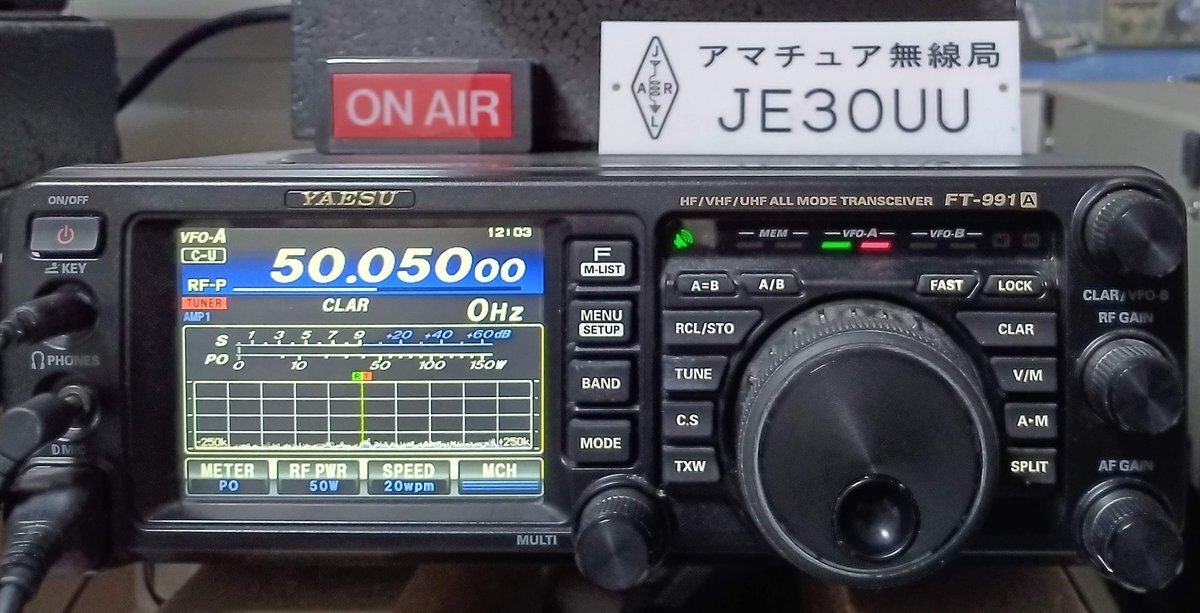 アマチュア無線局
JARL
JE3OUU
ON AIR
ON/OFF
YAESU
HF/VHF/UHF ALL MODE TRANSCEIVER FT-991A
KEY
PHONES
MIC
VFO-A 12:03
C-U
50.050 00
RF-P
TUNER CLAR 0Hz
AMP1
S 1 3 5 7 9 +20 +40 +60dB
PO 0 10 50 100 150W
R T
-250k +250k
METER RF PWR SPEED MCH
PO 50W 20wpm
MULTI
F
M-LIST
MENU
SETUP
BAND
MODE
MEM VFO-A VFO-B
A=B A/B FAST LOCK
RCL/STO CLAR
TUNE V/M
C.S A▸M
TXW SPLIT
CLAR/VFO-B
RF GAIN
AF GAIN